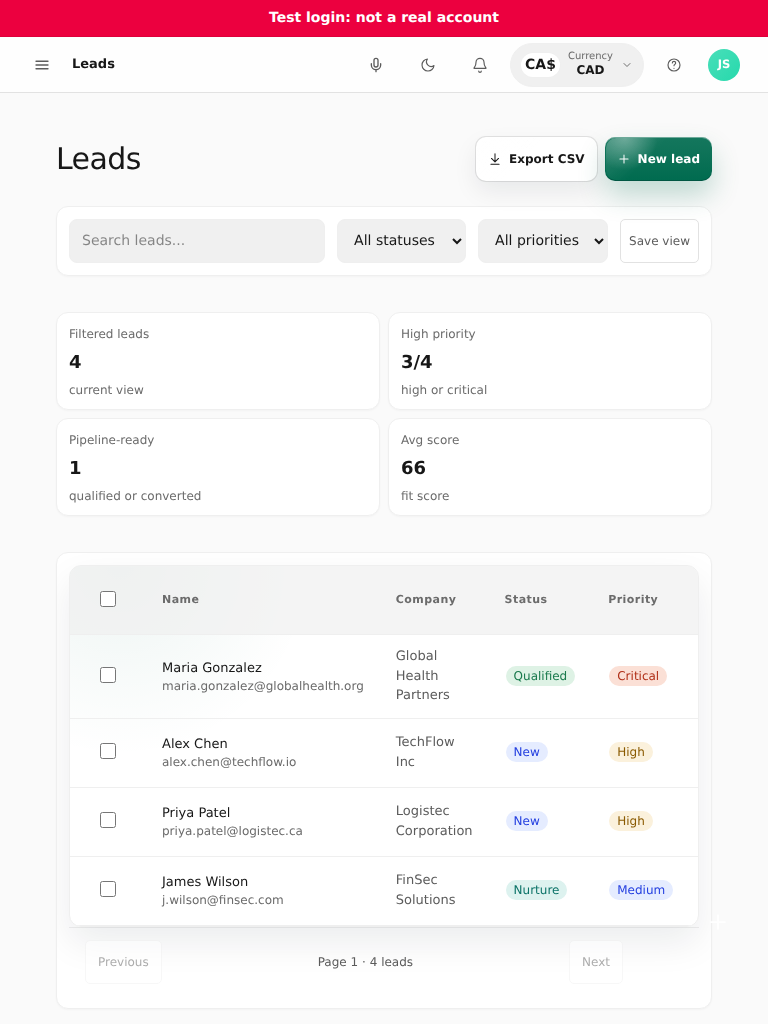 Test login: not a real account
Leads
CA$
Currency
CAD
JS
Leads
Export CSV
New lead
Search leads...
All statuses
All priorities
Save view
Filtered leads
4
current view
High priority
3/4
high or critical
Pipeline-ready
1
qualified or converted
Avg score
66
fit score
Name
Company
Status
Priority
Maria Gonzalez
maria.gonzalez@globalhealth.org
Global
Health
Partners
Qualified
Critical
Alex Chen
alex.chen@techflow.io
TechFlow
Inc
New
High
Priya Patel
priya.patel@logistec.ca
Logistec
Corporation
New
High
James Wilson
j.wilson@finsec.com
FinSec
Solutions
Nurture
Medium
Previous
Page 1 · 4 leads
Next